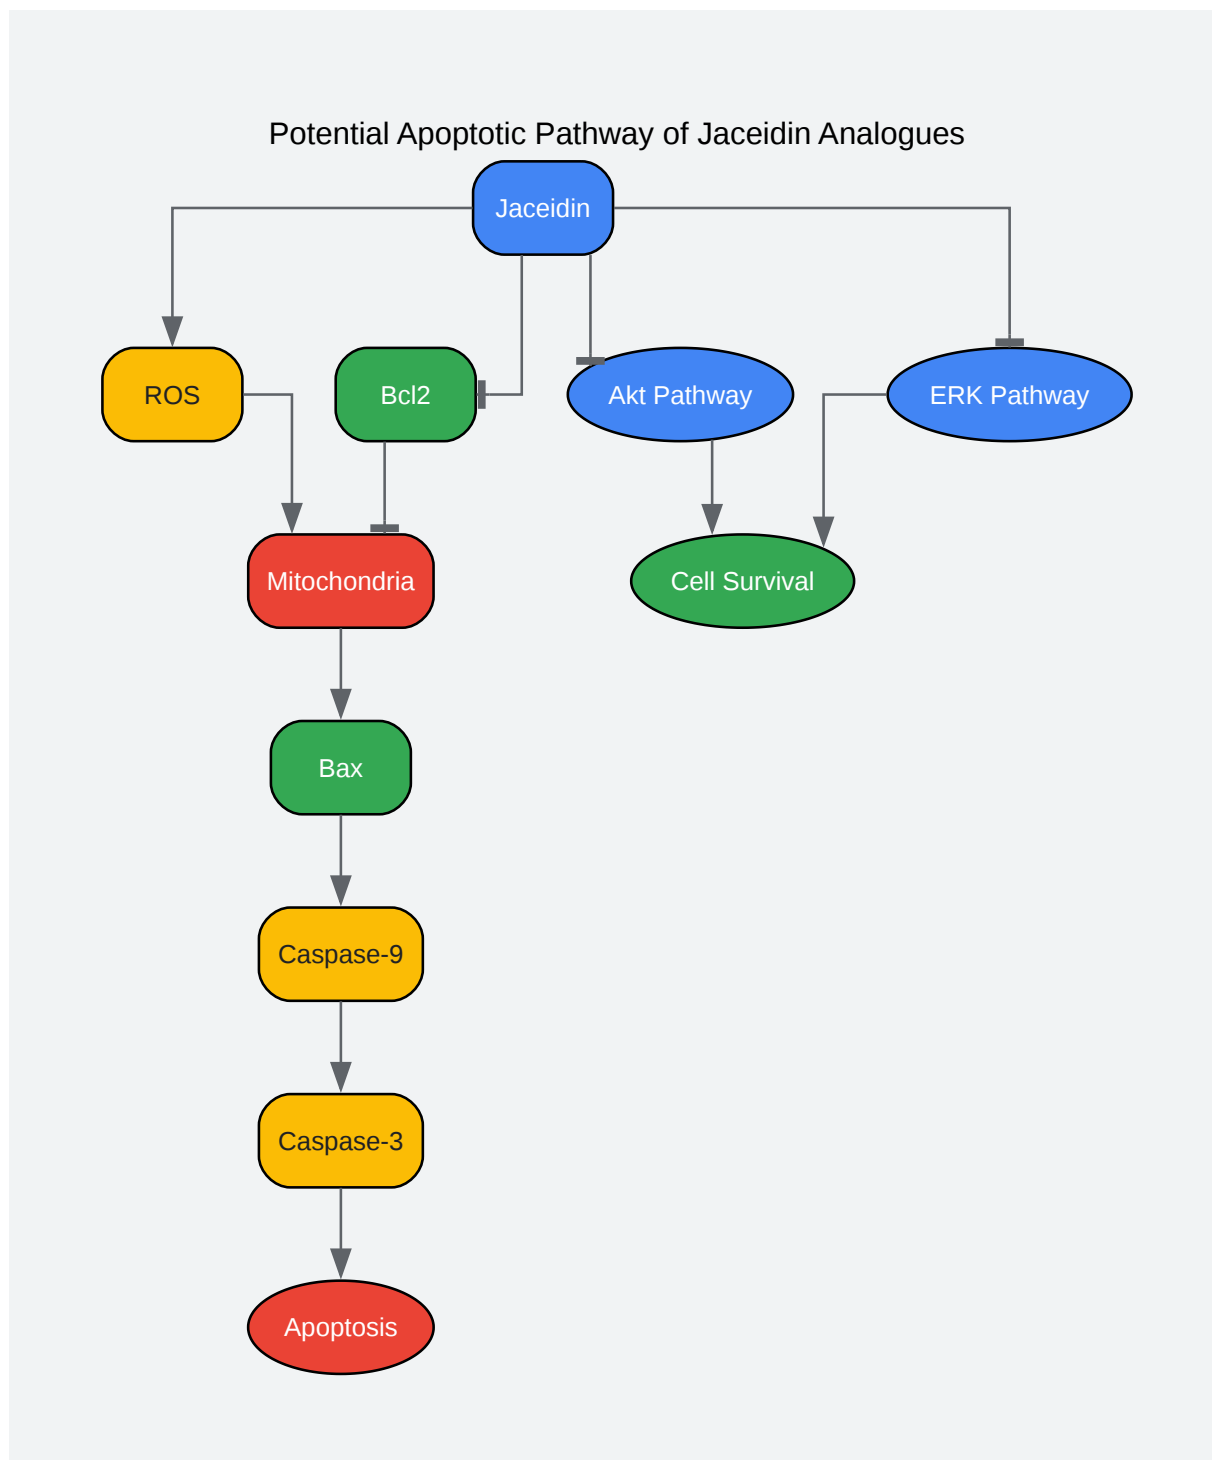 Potential Apoptotic Pathway of Jaceidin Analogues
Jaceidin
ROS
Bcl2
Akt Pathway
ERK Pathway
Mitochondria
Cell Survival
Bax
Caspase-9
Caspase-3
Apoptosis